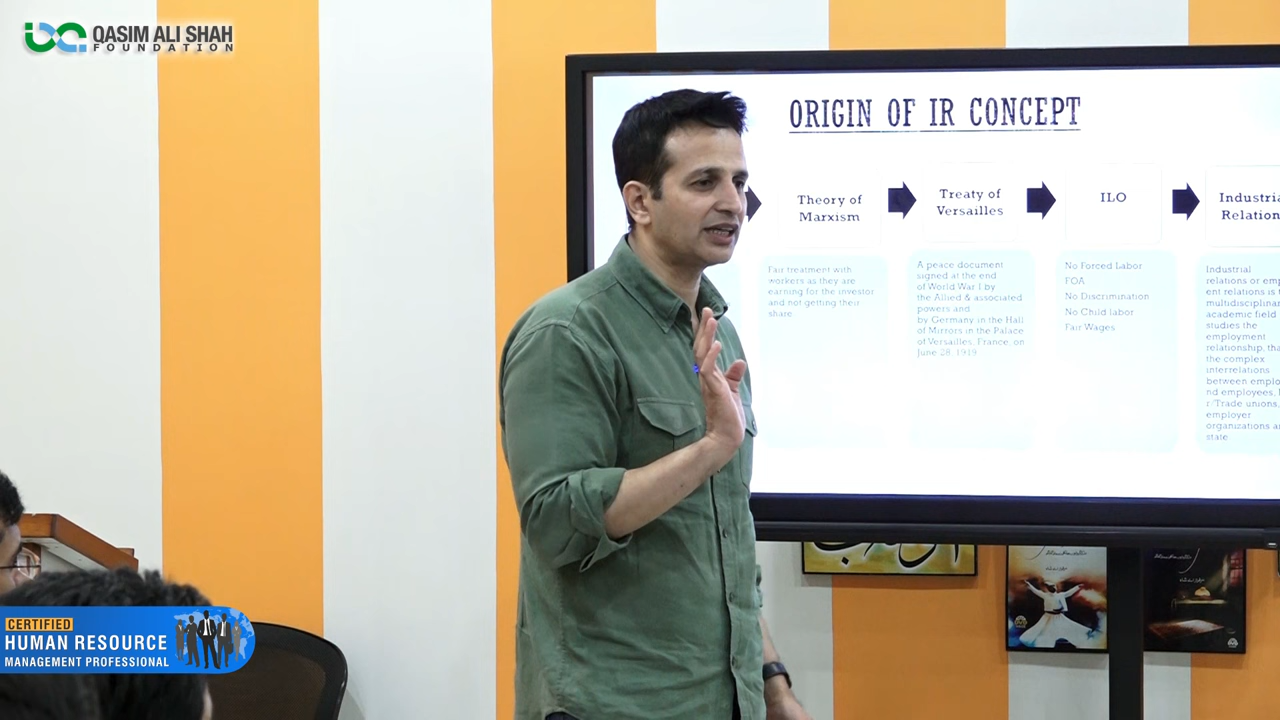 QASIM ALI SHAH
FOUNDATION
ORIGIN OF IR CONCEPT
Theory of
Marxism
Fair treatment with
workers as they are
earning for the investor
and not getting their
share.
Treaty of
Versailles
A peace document
signed at the end
of World War I by
the Allied & associated
powers and
by Germany in the Hall
of Mirrors in the Palace
of Versailles, France, on
June 28, 1919
ILO
No Forced Labor
FOA
No Discrimination
No Child labor
Fair Wages
Industria
Relation
Industrial
relations or emp
ent relations is
multidisciplinar
academic field
studies the
employment
relationship, tha
the complex
interrelations
between emplo
nd employees,
r/Trade unions,
employer
organizations a
state
CERTIFIED
HUMAN RESOURCE
MANAGEMENT PROFESSIONAL